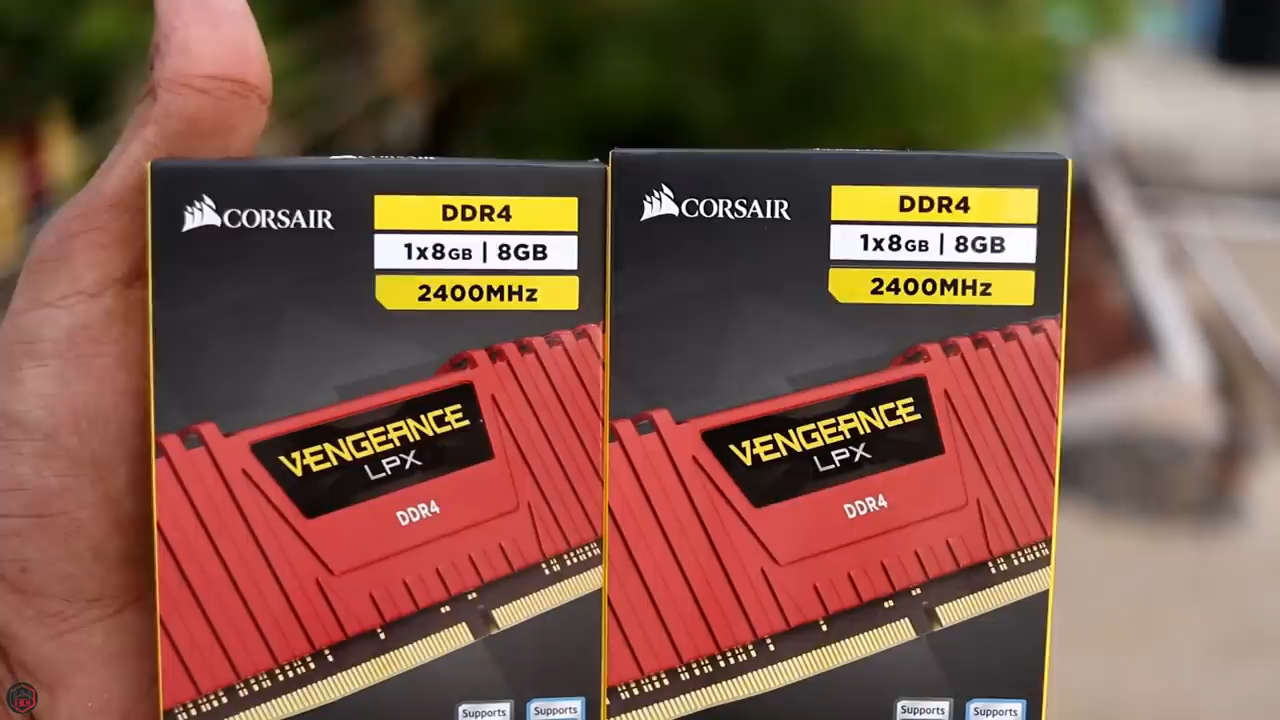 CORSAIR
DDR4
1x8GB | 8GB
2400MHz
VENGEANCE
LPX
DDR4
Supports
Supports
CORSAIR
DDR4
1x8GB | 8GB
2400MHz
VENGEANCE
LPX
DDR4
Supports
Supports